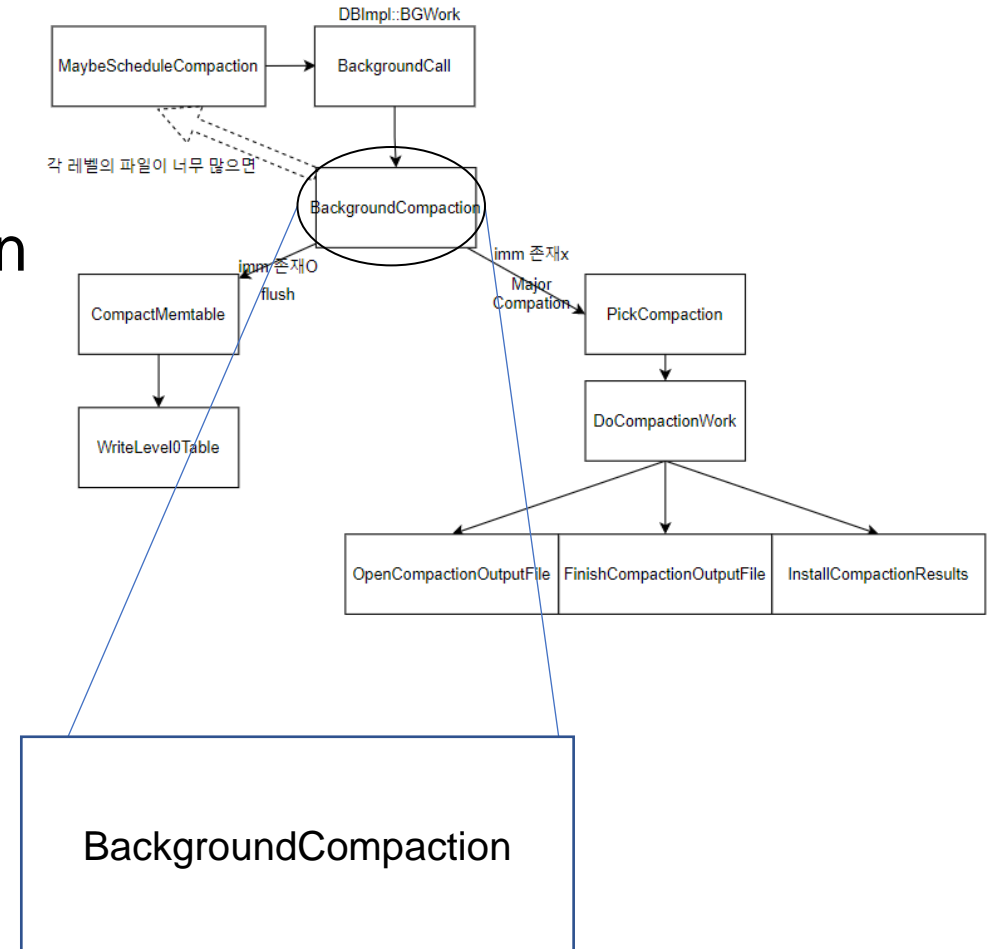 DBImpl::BGWork
MaybeScheduleCompaction
BackgroundCall
각 레벨의 파일이 너무 많으면
BackgroundCompaction
n
imm 존재O
flush
imm 존재x
Major
Compation
CompactMemtable
PickCompaction
WriteLevel0Table
DoCompactionWork
OpenCompactionOutputFile
FinishCompactionOutputFile
InstallCompactionResults
BackgroundCompaction